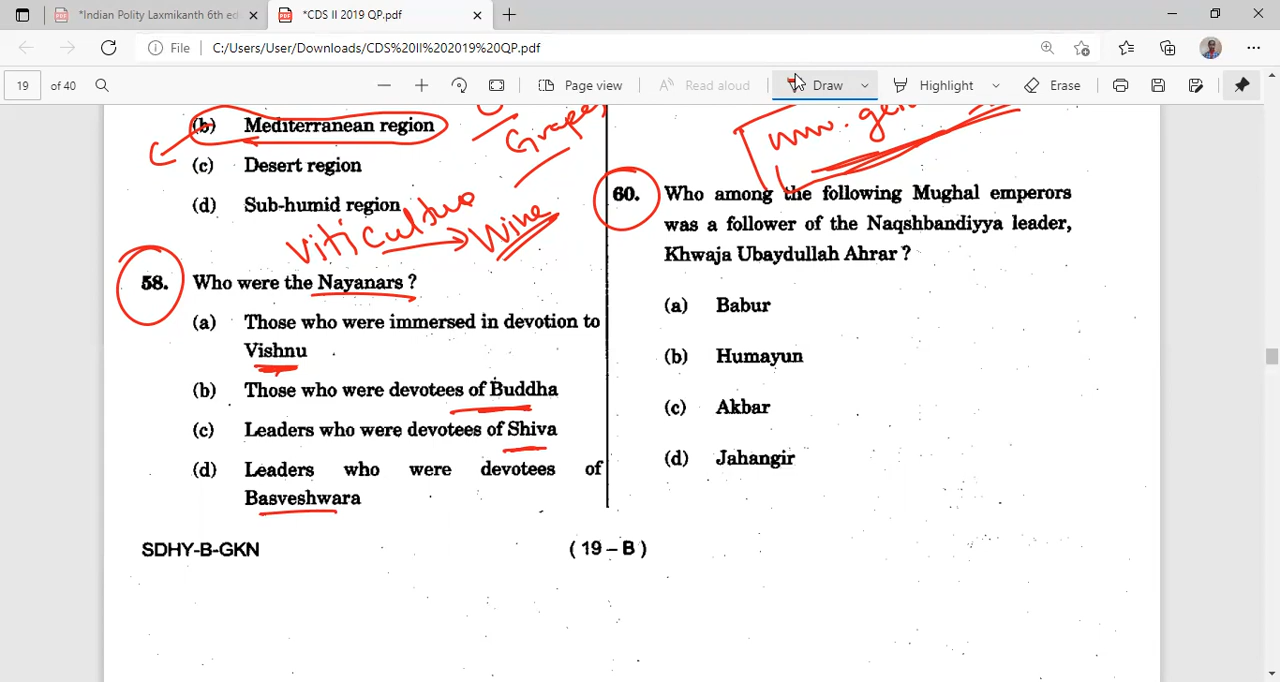 *Indian Polity Laxmikanth 6th ed
*CDS II 2019 QP.pdf
File
C:/Users/User/Downloads/CDS%20II%202019%20QP.pdf
19 of 40
Page view
Read aloud
Draw
Highlight
Erase
(b) Mediterranean region
(c) Desert region
(d) Sub-humid region
Grapes
Viticulture
Wine
58. Who were the Nayanars ?
(a) Those who were immersed in devotion to
Vishnu
(b) Those who were devotees of Buddha
(c) Leaders who were devotees of Shiva
(d) Leaders who were devotees of
Basveshwara
60. Who among the following Mughal emperors
was a follower of the Naqshbandiyya leader,
Khwaja Ubaydullah Ahrar ?
(a) Babur
(b) Humayun
(c) Akbar
(d) Jahangir
SDHY-B-GKN
( 19 – B )